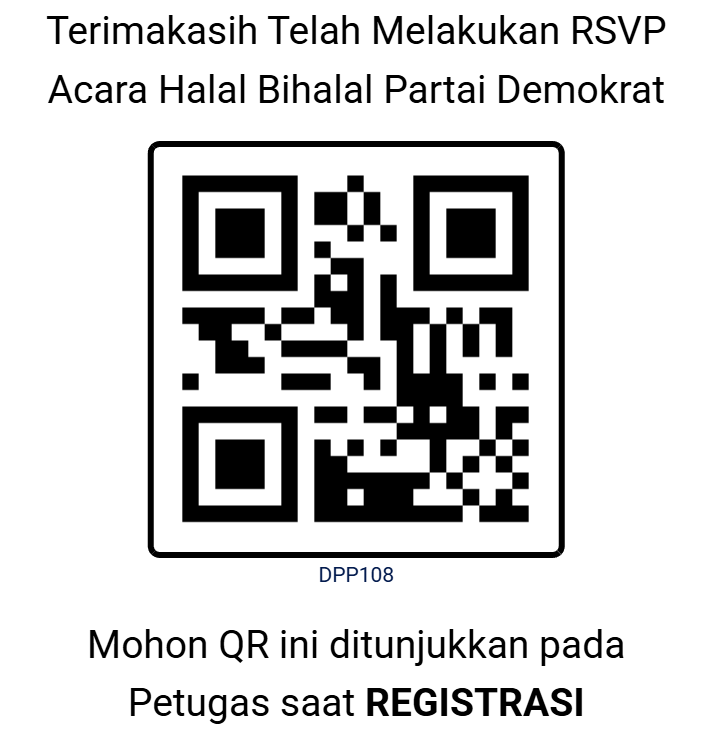 Terimakasih Telah Melakukan RSVP
Acara Halal Bihalal Partai Demokrat
DPP108
Mohon QR ini ditunjukkan pada
Petugas saat REGISTRASI